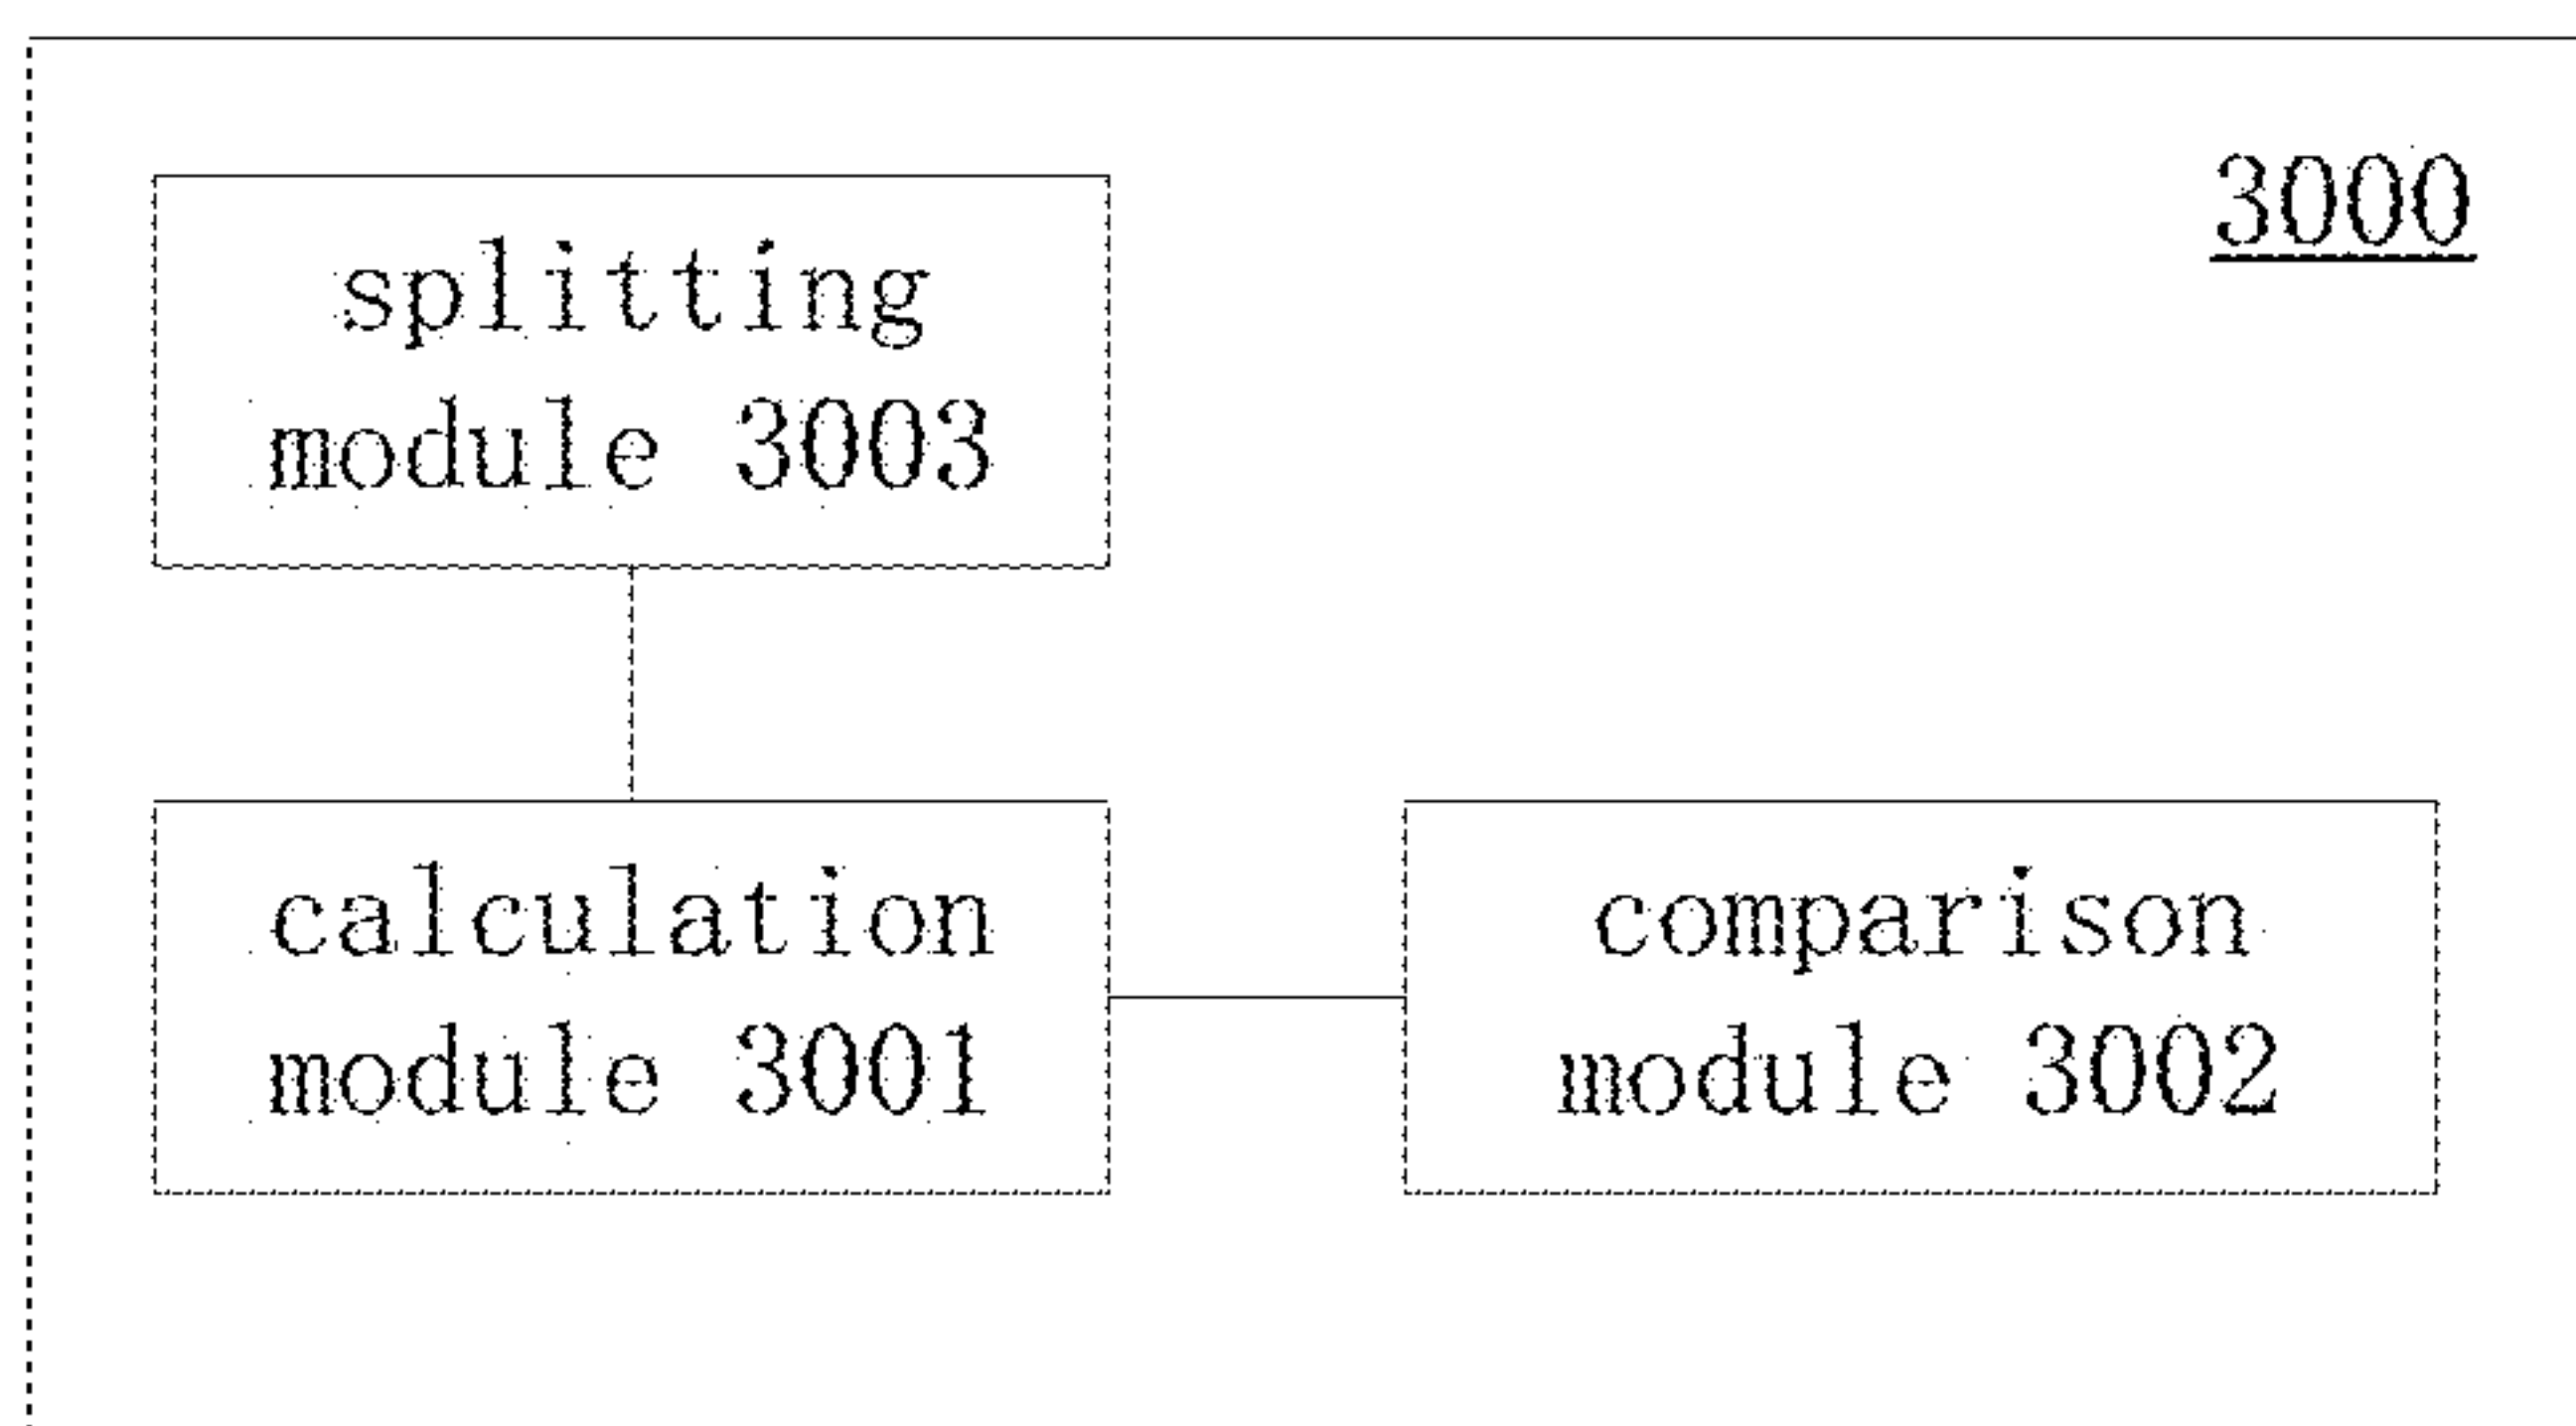 3000
splitting
module 3003
calculation
module 3001
comparison
module 3002